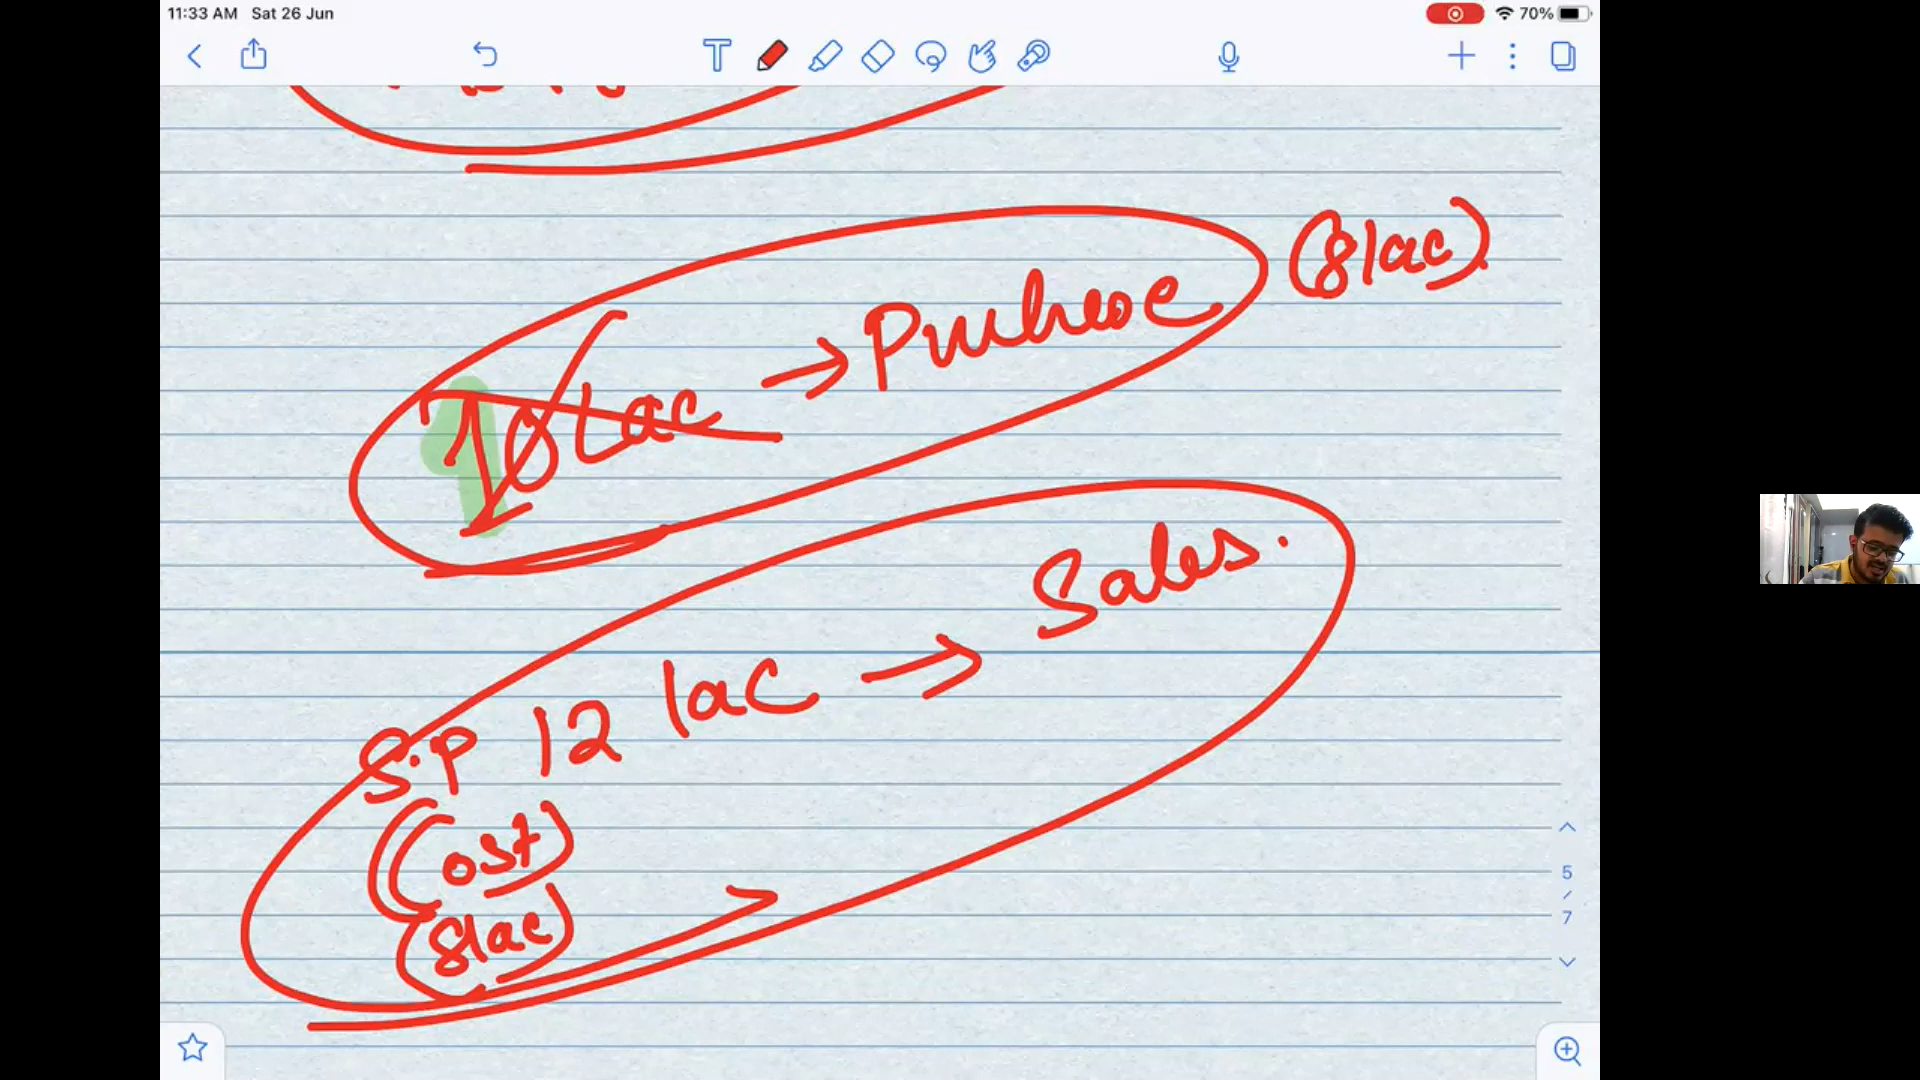 11:33 AM Sat 26 Jun
70%
T
(8lac).
10 lac → Purchase
Sales.
S.p 12 lac →
(Cost)
(8lac)
5
/
7